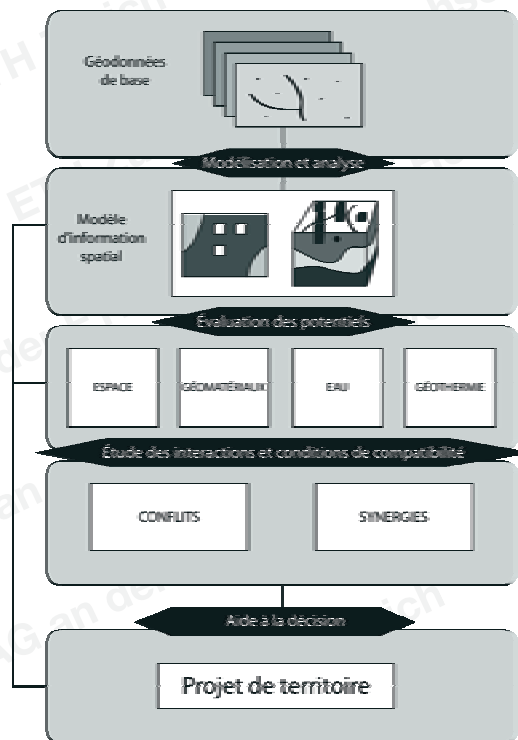 Géodonnées
de base
Modélisation et analyse
Modèle
d'information
spatial
Évaluation des potentiels
ESPACE
GÉOMATÉRIAUX
EAU
GÉOTHERMIE
Étude des interactions et conditions de compatibilité
CONFLITS
SYNERGIES
Aide à la décision
Projet de territoire